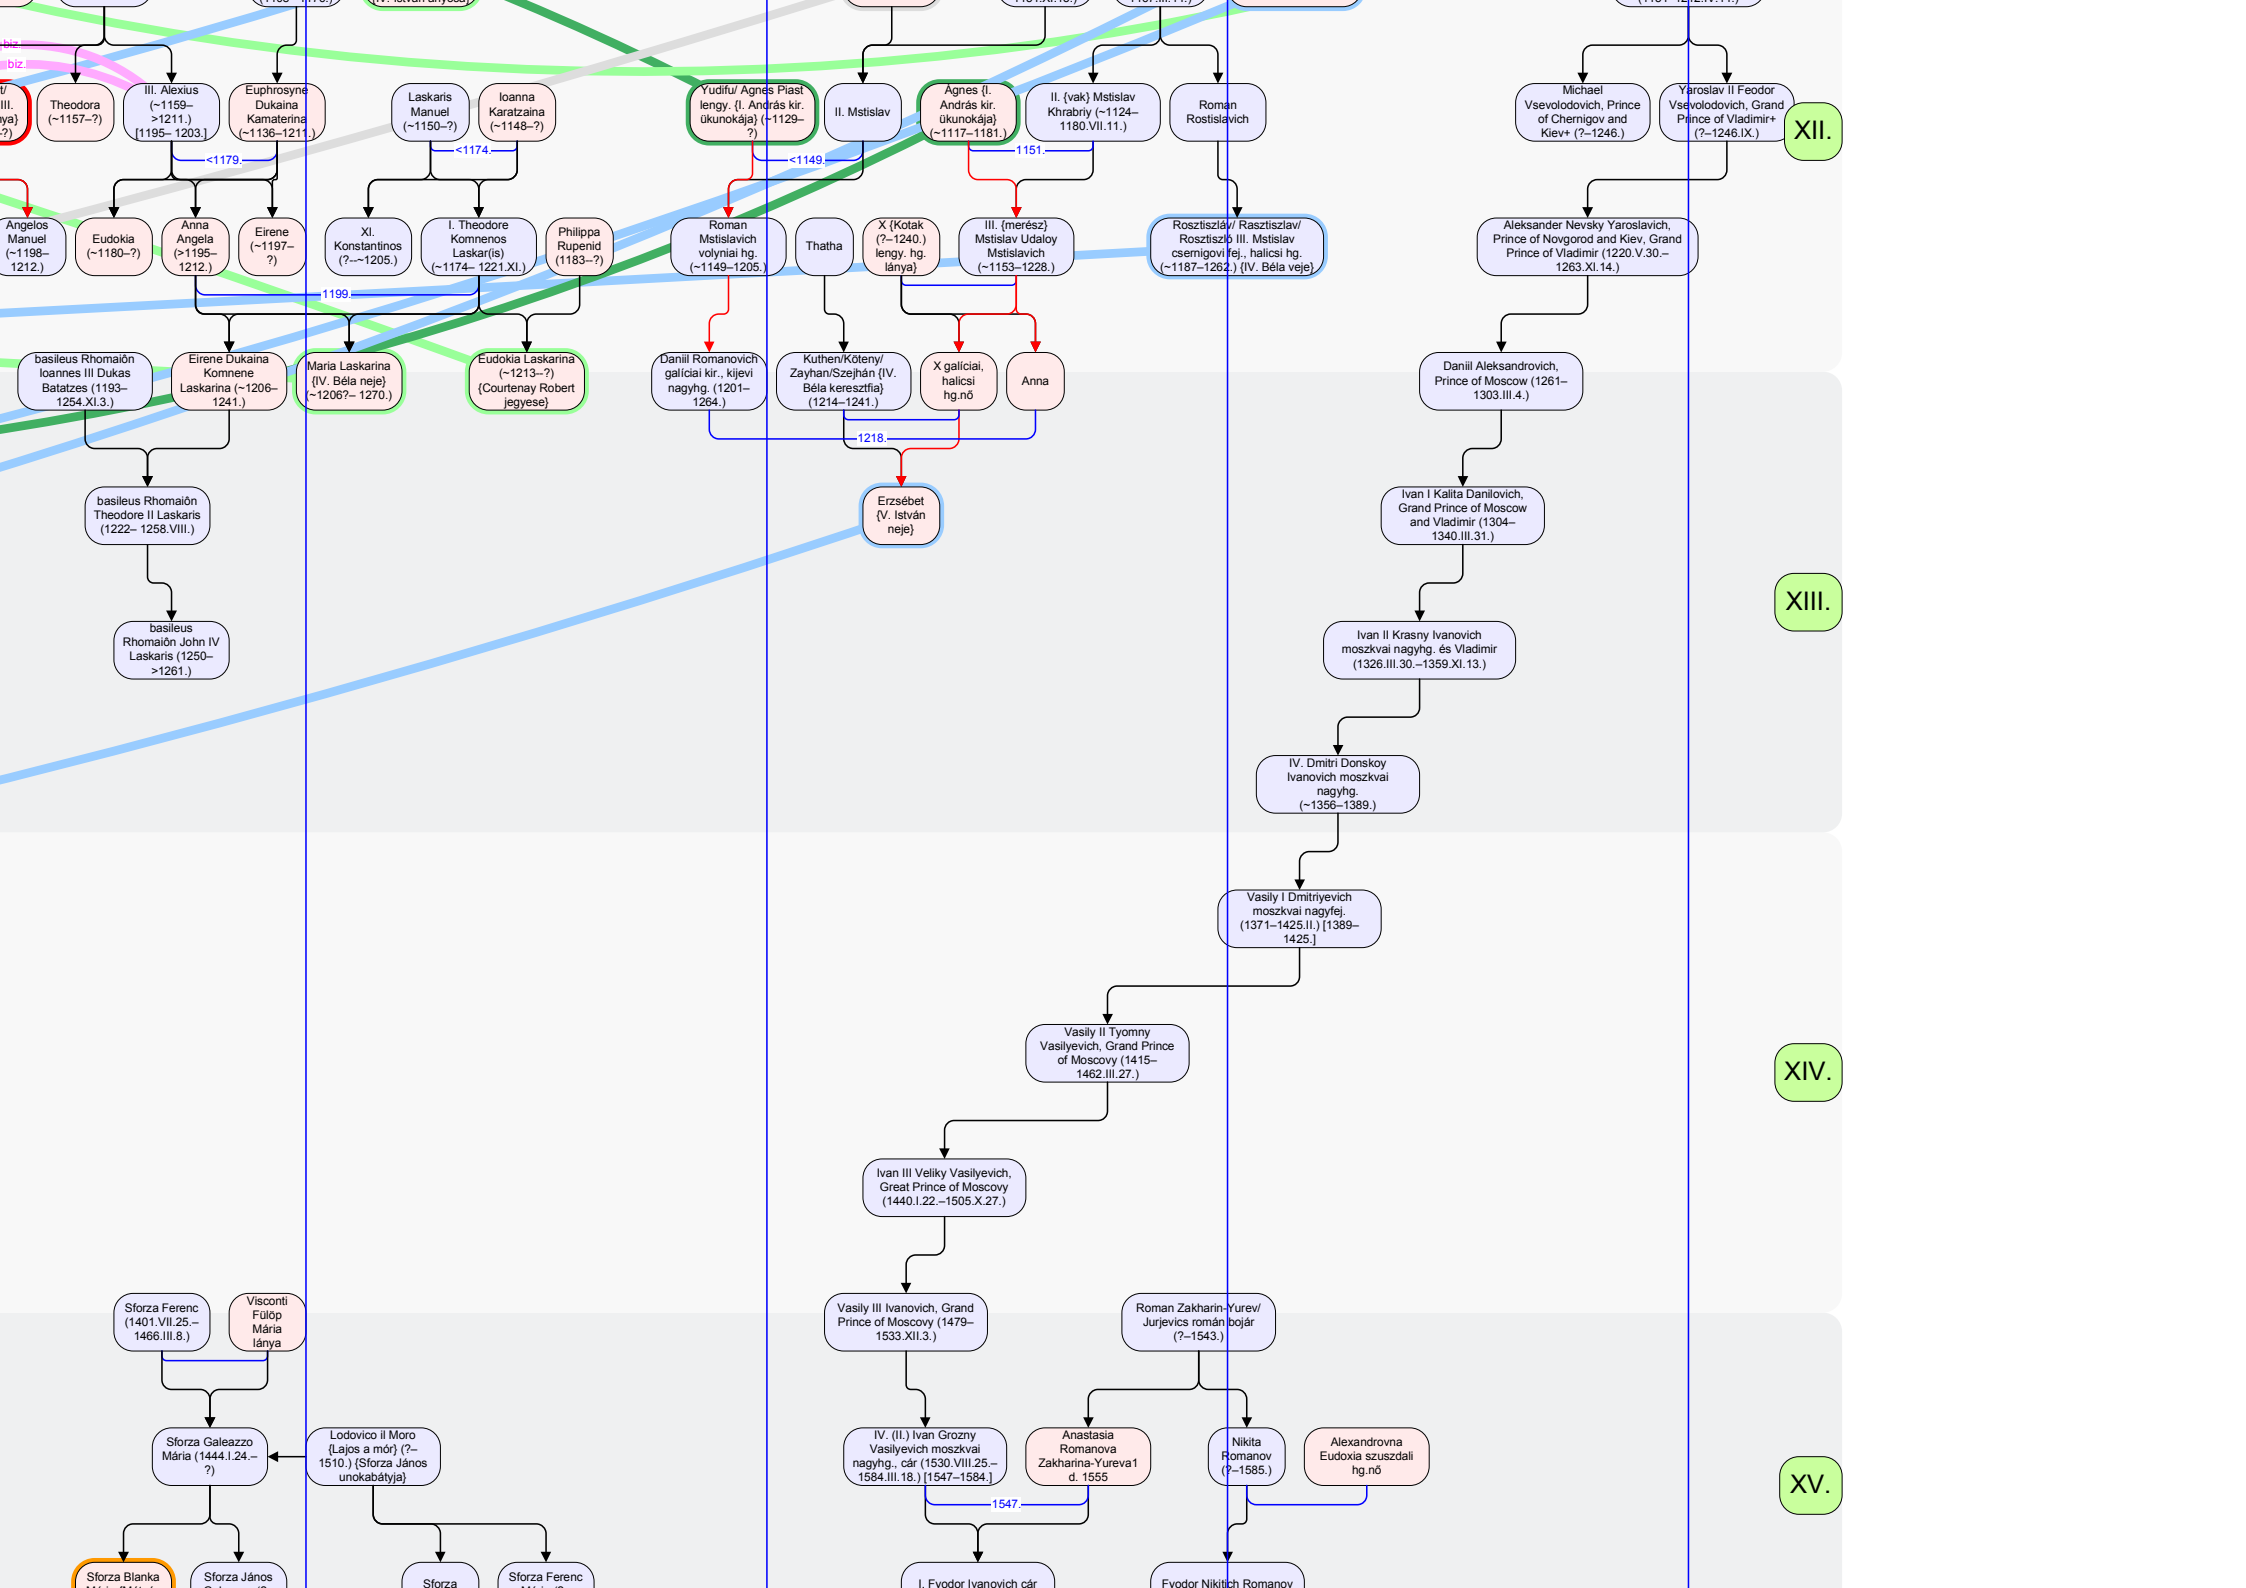 [IV. István anyósa]
biz.
biz.
III.
Theodora
(~1157–?)
III. Alexius
(~1159–
>1211.)
[1195– 1203.]
Euphrosyne
Dukaina
Kamaterina
(~1136–1211.)
Laskaris
Manuel
(~1150–?)
Ioanna
Karatzaina
(~1148–?)
Yudifu/ Agnes Piast
lengy. {I. András kir.
ükunokája} (~1129–
?)
II. Mstislav
Ágnes {I.
András kir.
ükunokája}
(~1117–1181.)
II. {vak} Mstislav
Khrabriy (~1124–
1180.VII.11.)
Roman
Rostislavich
Michael
Vsevolodovich, Prince
of Chernigov and
Kiev+ (?–1246.)
Yaroslav II Feodor
Vsevolodovich, Grand
Prince of Vladimir+
(?–1246.IX.)
XII.
<1179.
<1174.
<1149.
1151.
Angelos
Manuel
(~1198–
1212.)
Eudokia
(~1180–?)
Anna
Angela
(>1195–
1212.)
Eirene
(~1197–
?)
XI.
Konstantinos
(?--~1205.)
I. Theodore
Komnenos
Laskar(is)
(~1174– 1221.XI.)
Philippa
Rupenid
(1183–?)
Roman
Mstislavich
volyniai hg.
(~1149–1205.)
Thatha
X {Kotak
(?–1240.)
lengy. hg.
lánya}
III. {merész}
Mstislav Udaloy
Mstislavich
(~1153–1228.)
Rosztiszláv/ Rasztiszlav/
Rosztiszló III. Mstislav
csernigovi fej., halicsi hg.
(~1187–1262.) {IV. Béla veje}
Aleksander Nevsky Yaroslavich,
Prince of Novgorod and Kiev, Grand
Prince of Vladimir (1220.V.30.–
1263.XI.14.)
1199.
basileus Rhomaiôn
Ioannes III Dukas
Batatzes (1193–
1254.XI.3.)
Eirene Dukaina
Komnene
Laskarina (~1206–
1241.)
Maria Laskarina
{IV. Béla neje}
(~1206?– 1270.)
Eudokia Laskarina
(~1213--?)
{Courtenay Robert
jegyese}
Daniil Romanovich
galíciai kir., kijevi
nagyhg. (1201–
1264.)
Kuthen/Köteny/
Zayhan/Szejhán {IV.
Béla keresztfia}
(1214–1241.)
X galíciai,
halicsi
hg.nő
Anna
Daniil Aleksandrovich,
Prince of Moscow (1261–
1303.III.4.)
1218.
basileus Rhomaiôn
Theodore II Laskaris
(1222– 1258.VIII.)
Erzsébet
{V. István
neje}
Ivan I Kalita Danilovich,
Grand Prince of Moscow
and Vladimir (1304–
1340.III.31.)
XIII.
basileus
Rhomaiôn John IV
Laskaris (1250–
>1261.)
Ivan II Krasny Ivanovich
moszkvai nagyhg. és Vladimir
(1326.III.30.–1359.XI.13.)
IV. Dmitri Donskoy
Ivanovich moszkvai
nagyhg.
(~1356–1389.)
Vasily I Dmitriyevich
moszkvai nagyfej.
(1371–1425.II.) [1389–
1425.]
Vasily II Tyomny
Vasilyevich, Grand Prince
of Moscovy (1415–
1462.III.27.)
XIV.
Ivan III Veliky Vasilyevich,
Great Prince of Moscovy
(1440.I.22.–1505.X.27.)
Sforza Ferenc
(1401.VII.25.–
1466.III.8.)
Visconti
Fülöp
Mária
lánya
Vasily III Ivanovich, Grand
Prince of Moscovy (1479–
1533.XII.3.)
Roman Zakharin-Yurev/
Jurjevics román bojár
(?–1543.)
Sforza Galeazzo
Mária (1444.I.24.–
?)
Lodovico il Moro
{Lajos a mór} (?–
1510.) {Sforza János
unokabátyja}
IV. (II.) Ivan Grozny
Vasilyevich moszkvai
nagyhg., cár (1530.VIII.25.–
1584.III.18.) [1547–1584.]
Anastasia
Romanova
Zakharina-Yureva1
d. 1555
Nikita
Romanov
(?–1585.)
Alexandrovna
Eudoxia szuszdali
hg.nő
XV.
1547.
Sforza Blanka
Sforza János
Sforza
Sforza Ferenc
I. Fyodor Ivanovich cár
Fyodor Nikitich Romanov